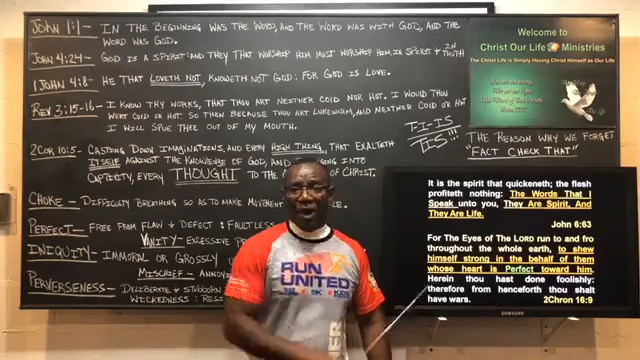 John 1:1- In the beginning was the Word, and the Word was with God, and the
Word was God.
John 4:24- God is a spirit: and they that worship him must worship him in spirit & in truth
1 John 4:8- He that loveth not, knoweth not God: for God is love.
Rev 3:15-16- I know thy works, that thou art neither cold nor hot. I would thou
wert cold or hot. So then because thou art lukewarm, and neither cold or hot
I will spue thee out of my mouth.
2Cor 10:5- Casting down imaginations, and every high thing, that exalteth
itself against the knowledge of God, and bringing into
captivity, every thought to the of Christ.
Choke- Difficulty breathing so as to make movement
Perfect- Free from flaw & defect: Faultless
Vanity- Excessive
Iniquity- Immoral or grossly
Mischief-
Perverseness- Deliberate & stubborn
Wickedness:
T-I-IS
TIS!!!
Welcome to
Christ Our Life Ministries
The Christ Life is Simply Having Christ Himself as Our Life
The Reason Why We Forget
"Fact Check That"
It is the spirit that quickeneth; the flesh
profiteth nothing: The Words That I
Speak unto you, They are Spirit, And
They Are Life.
John 6:63
For The Eyes of The LORD run to and fro
throughout the whole earth, to shew
himself strong in the behalf of them
whose heart is Perfect toward him.
Herein thou hast done foolishly:
therefore from henceforth thou shalt
have wars. 2Chron 16:9
SAMSUNG
RUN
UNITED